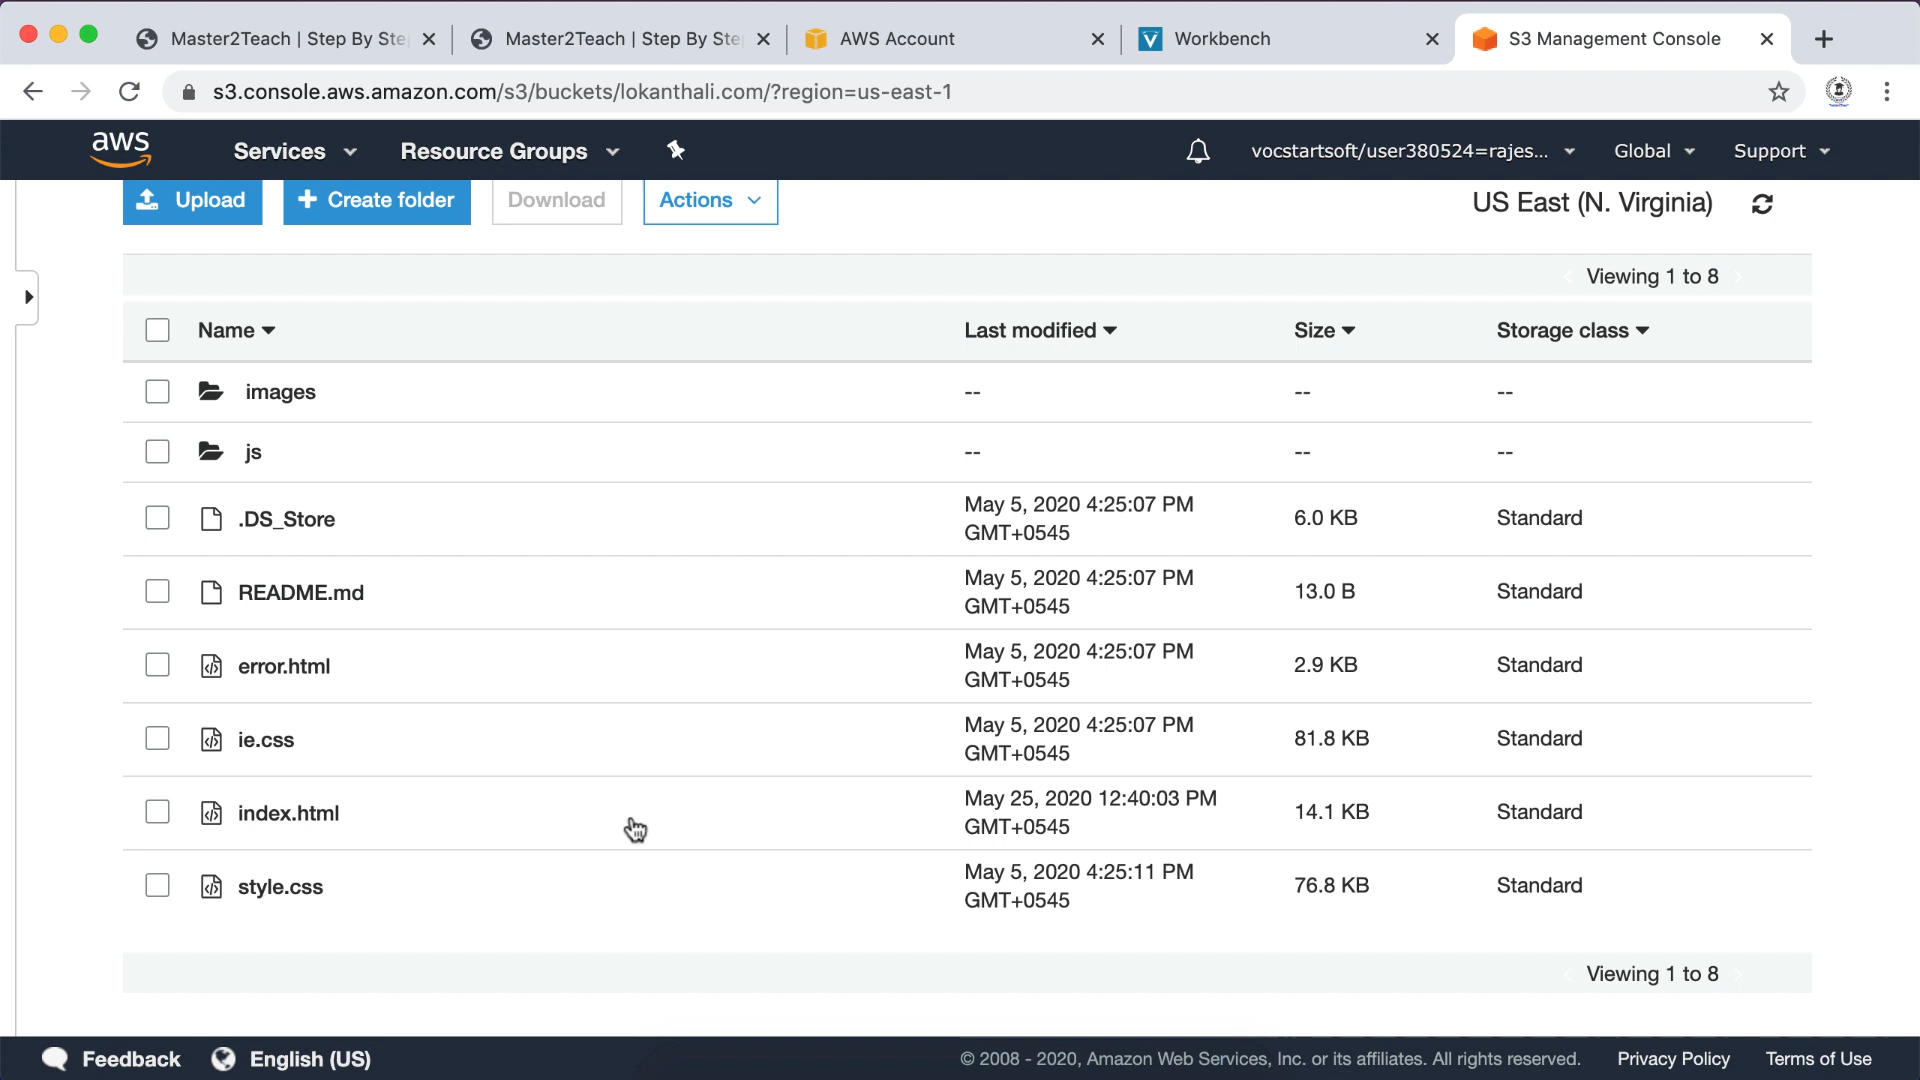 Master2Teach | Step By Ste
Master2Teach | Step By Ste
AWS Account
Workbench
S3 Management Console
s3.console.aws.amazon.com/s3/buckets/lokanthali.com/?region=us-east-1
aws
Services
Resource Groups
vocstartsoft/user380524=rajes...
Global
Support
Upload
Create folder
Download
Actions
US East (N. Virginia)
Viewing 1 to 8
Name
Last modified
Size
Storage class
images -- -- --
js -- -- --
.DS_Store May 5, 2020 4:25:07 PM 6.0 KB Standard
GMT+0545
README.md May 5, 2020 4:25:07 PM 13.0 B Standard
GMT+0545
error.html May 5, 2020 4:25:07 PM 2.9 KB Standard
GMT+0545
ie.css May 5, 2020 4:25:07 PM 81.8 KB Standard
GMT+0545
index.html May 25, 2020 12:40:03 PM 14.1 KB Standard
GMT+0545
style.css May 5, 2020 4:25:11 PM 76.8 KB Standard
GMT+0545
Viewing 1 to 8
Feedback
English (US)
© 2008 - 2020, Amazon Web Services, Inc. or its affiliates. All rights reserved.
Privacy Policy
Terms of Use